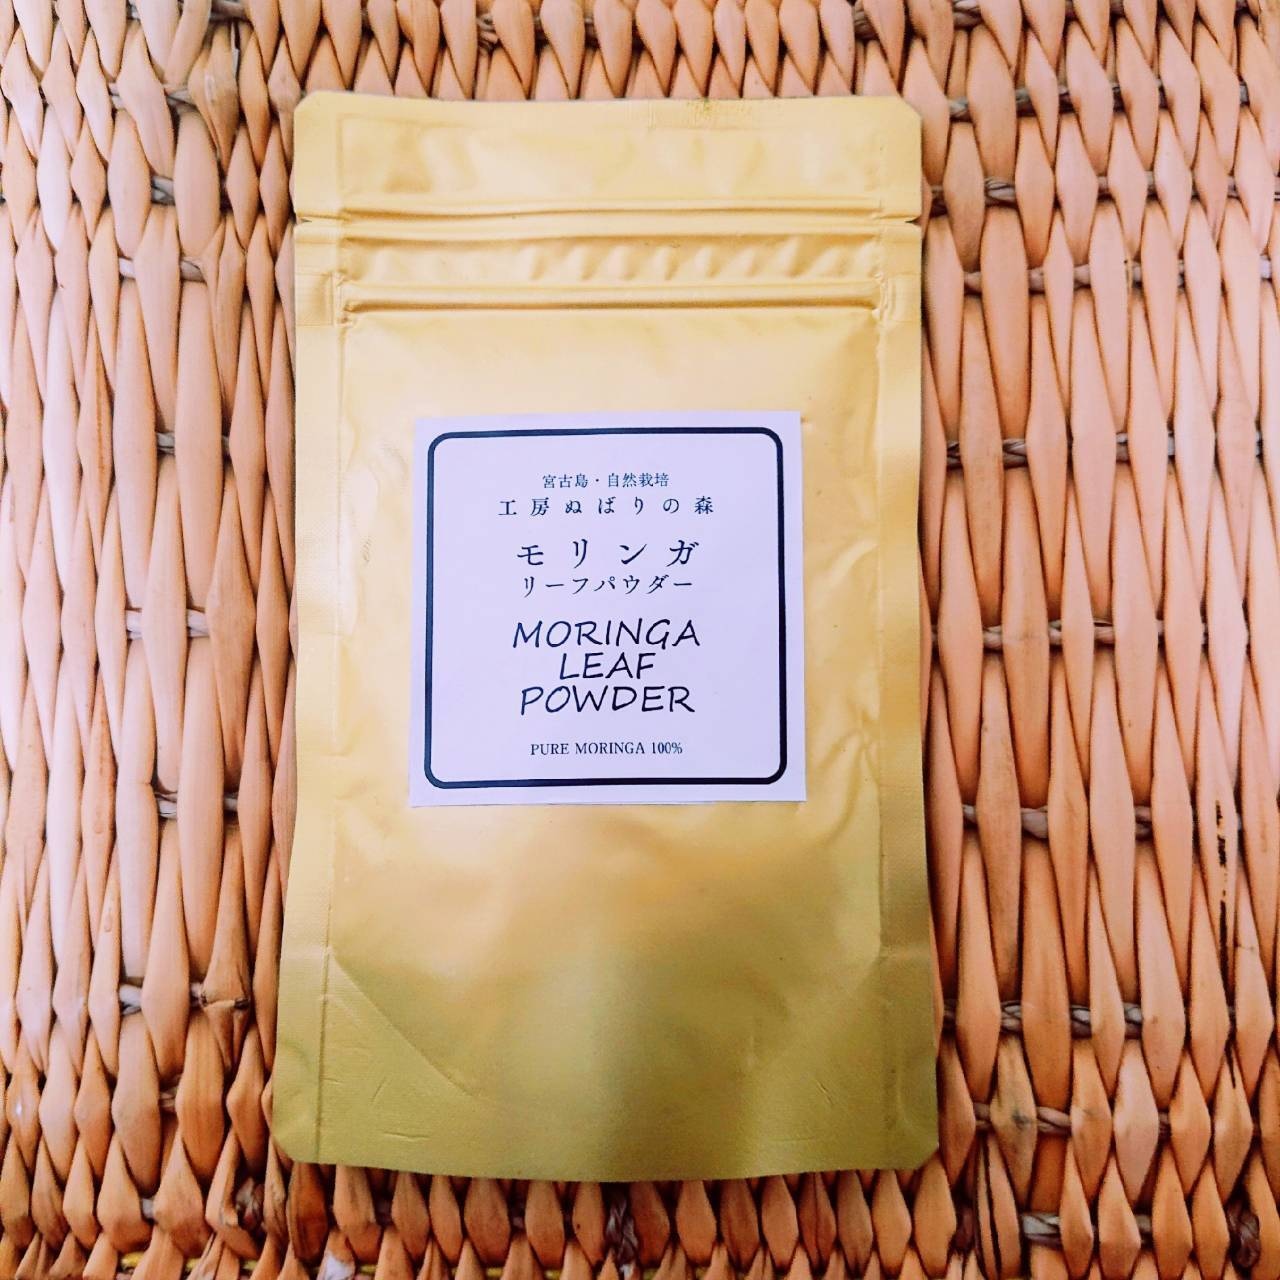 宮古島・自然栽培
工房ぬばりの森
モリンガ
リーフパウダー
MORINGA
LEAF
POWDER
PURE MORINGA 100%